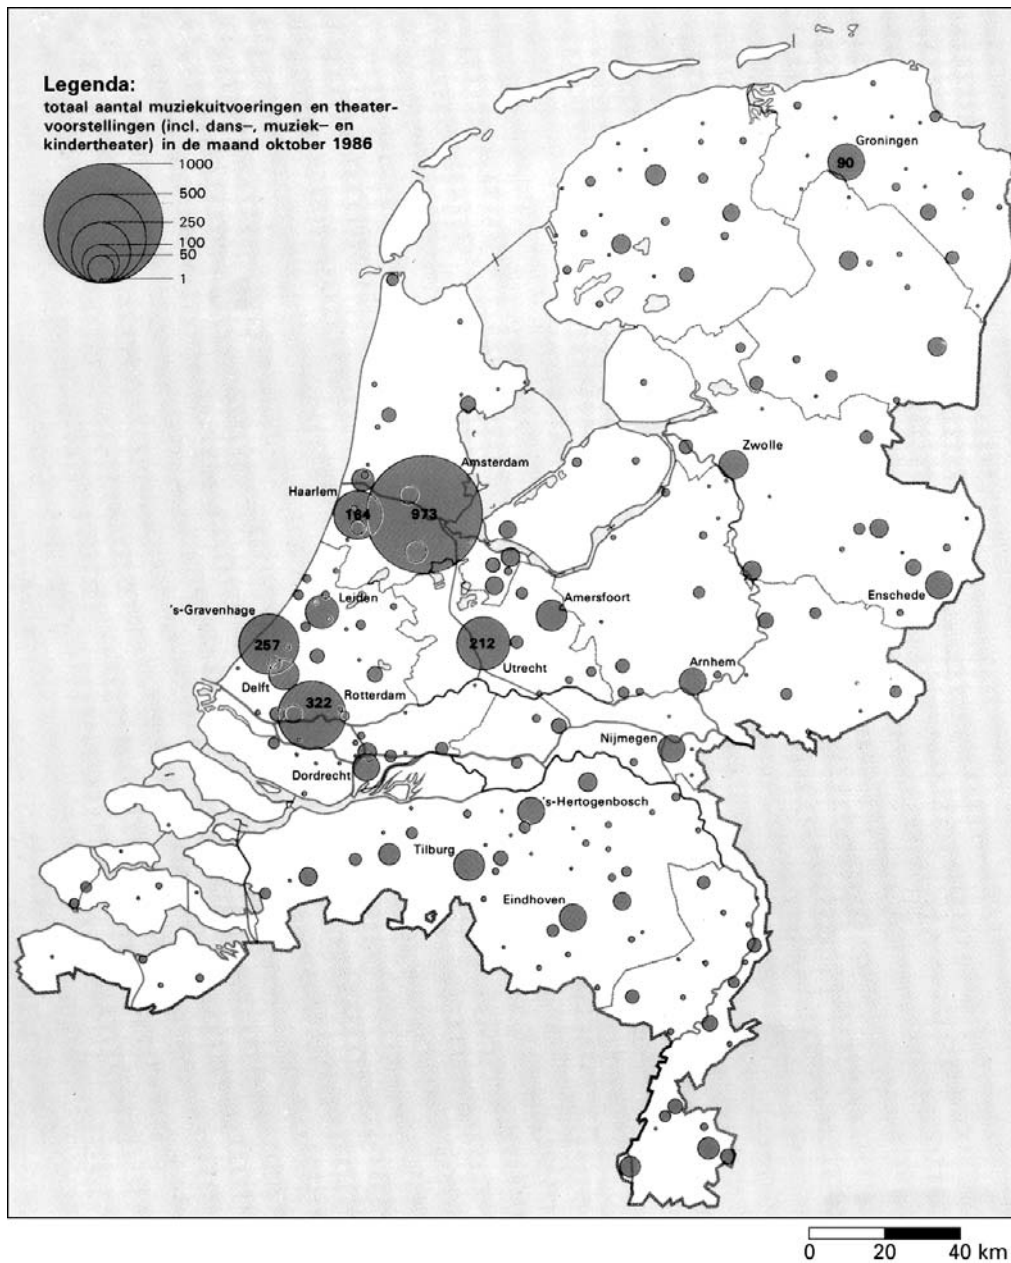 Legenda:
totaal aantal muziekuitvoeringen en theater-
voorstellingen (incl. dans-, muziek- en
kindertheater) in de maand oktober 1986
1000
500
250
100
50
1
Groningen
90
Zwolle
Amsterdam
Haarlem
164
973
Leiden
's-Gravenhage
Amersfoort
Enschede
257
212
Utrecht
Arnhem
Delft
Rotterdam
322
Nijmegen
Dordrecht
's-Hertogenbosch
Tilburg
Eindhoven
0 20 40 km